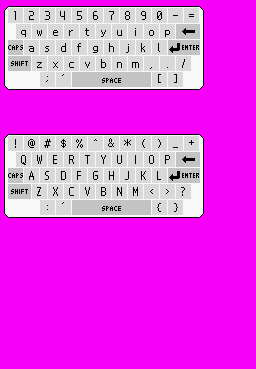 1 2 3 4 5 6 7 8 9 0 - =
q w e r t y u i o p
CAPS a s d f g h j k l ENTER
SHIFT z x c v b n m , . /
; ´ SPACE [ ]
! @ # $ % ^ & * ( ) _ +
Q W E R T Y U I O P
CAPS A S D F G H J K L ENTER
SHIFT Z X C V B N M < > ?
: ´ SPACE { }